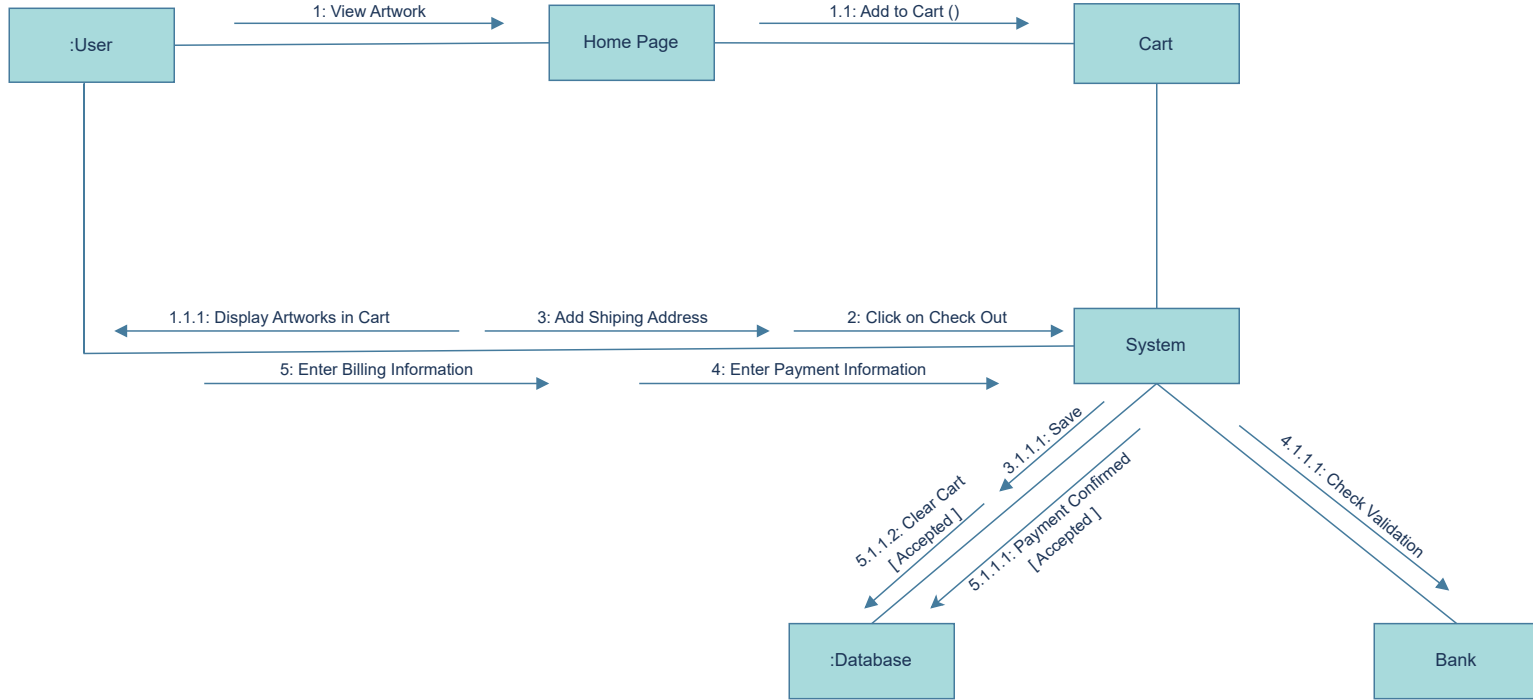 1: View Artwork
1.1: Add to Cart ()
:User
Home Page
Cart
1.1.1: Display Artworks in Cart
3: Add Shiping Address
2: Click on Check Out
System
5: Enter Billing Information
4: Enter Payment Information
3.1.1.1: Save
5.1.1.2: Clear Cart
[ Accepted ]
5.1.1.1: Payment Confirmed
[ Accepted ]
4.1.1.1: Check Validation
:Database
Bank